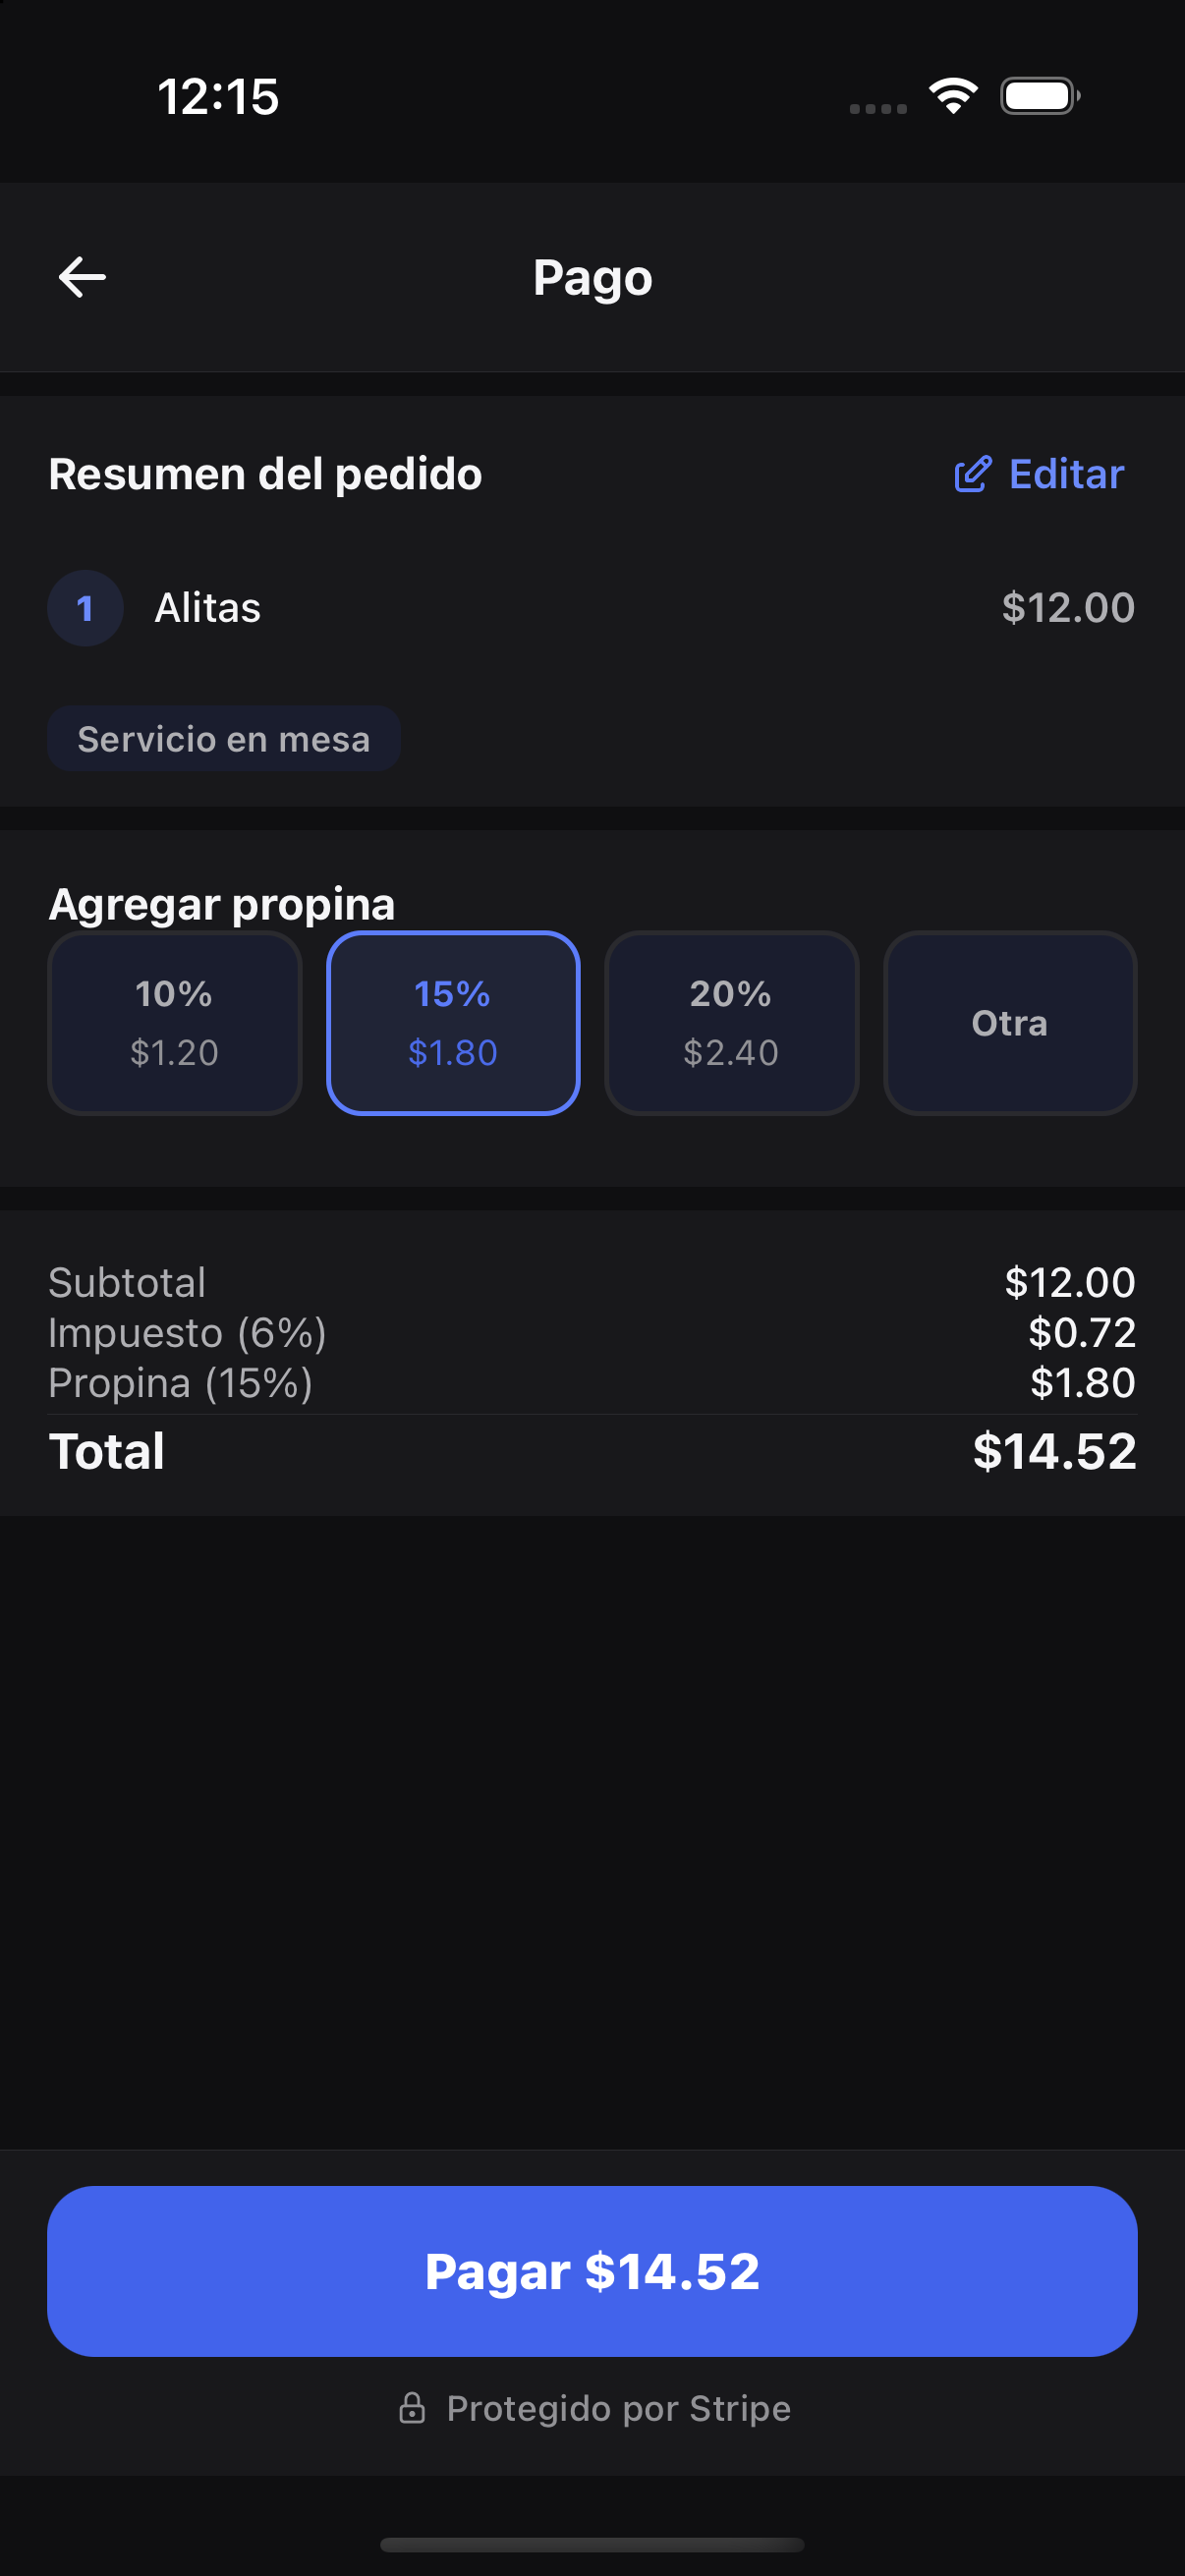 12:15
Pago
Resumen del pedido
Editar
1 Alitas $12.00
Servicio en mesa
Agregar propina
10% 15% 20% Otra
$1.20 $1.80 $2.40
Subtotal $12.00
Impuesto (6%) $0.72
Propina (15%) $1.80
Total $14.52
Pagar $14.52
Protegido por Stripe